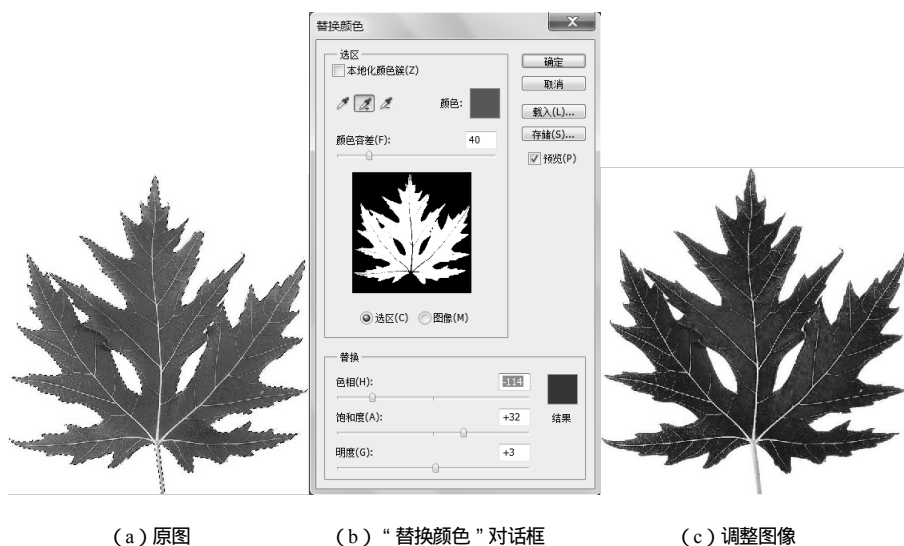 替换颜色
选区
本地化颜色簇(Z)
颜色:
颜色容差(F):
40
选区(C)
图像(M)
确定
取消
载入(L)...
存储(S)...
预览(P)
替换
色相(H):
-114
饱和度(A):
+32
结果
明度(G):
+3
（a）原图
（b）“替换颜色”对话框
（c）调整图像